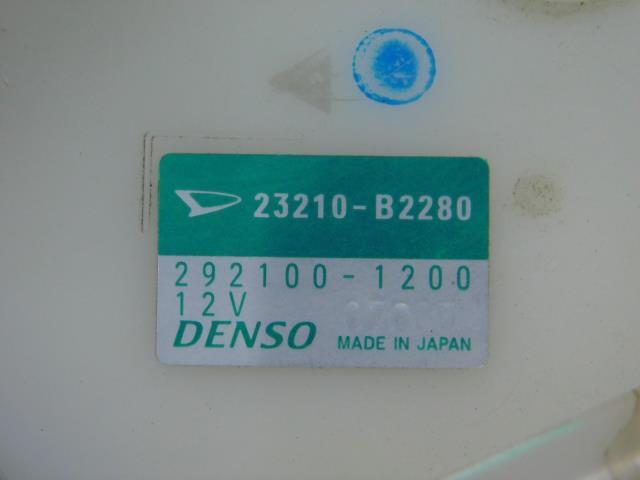 23210-B2280
292100-1200
12V
DENSO MADE IN JAPAN